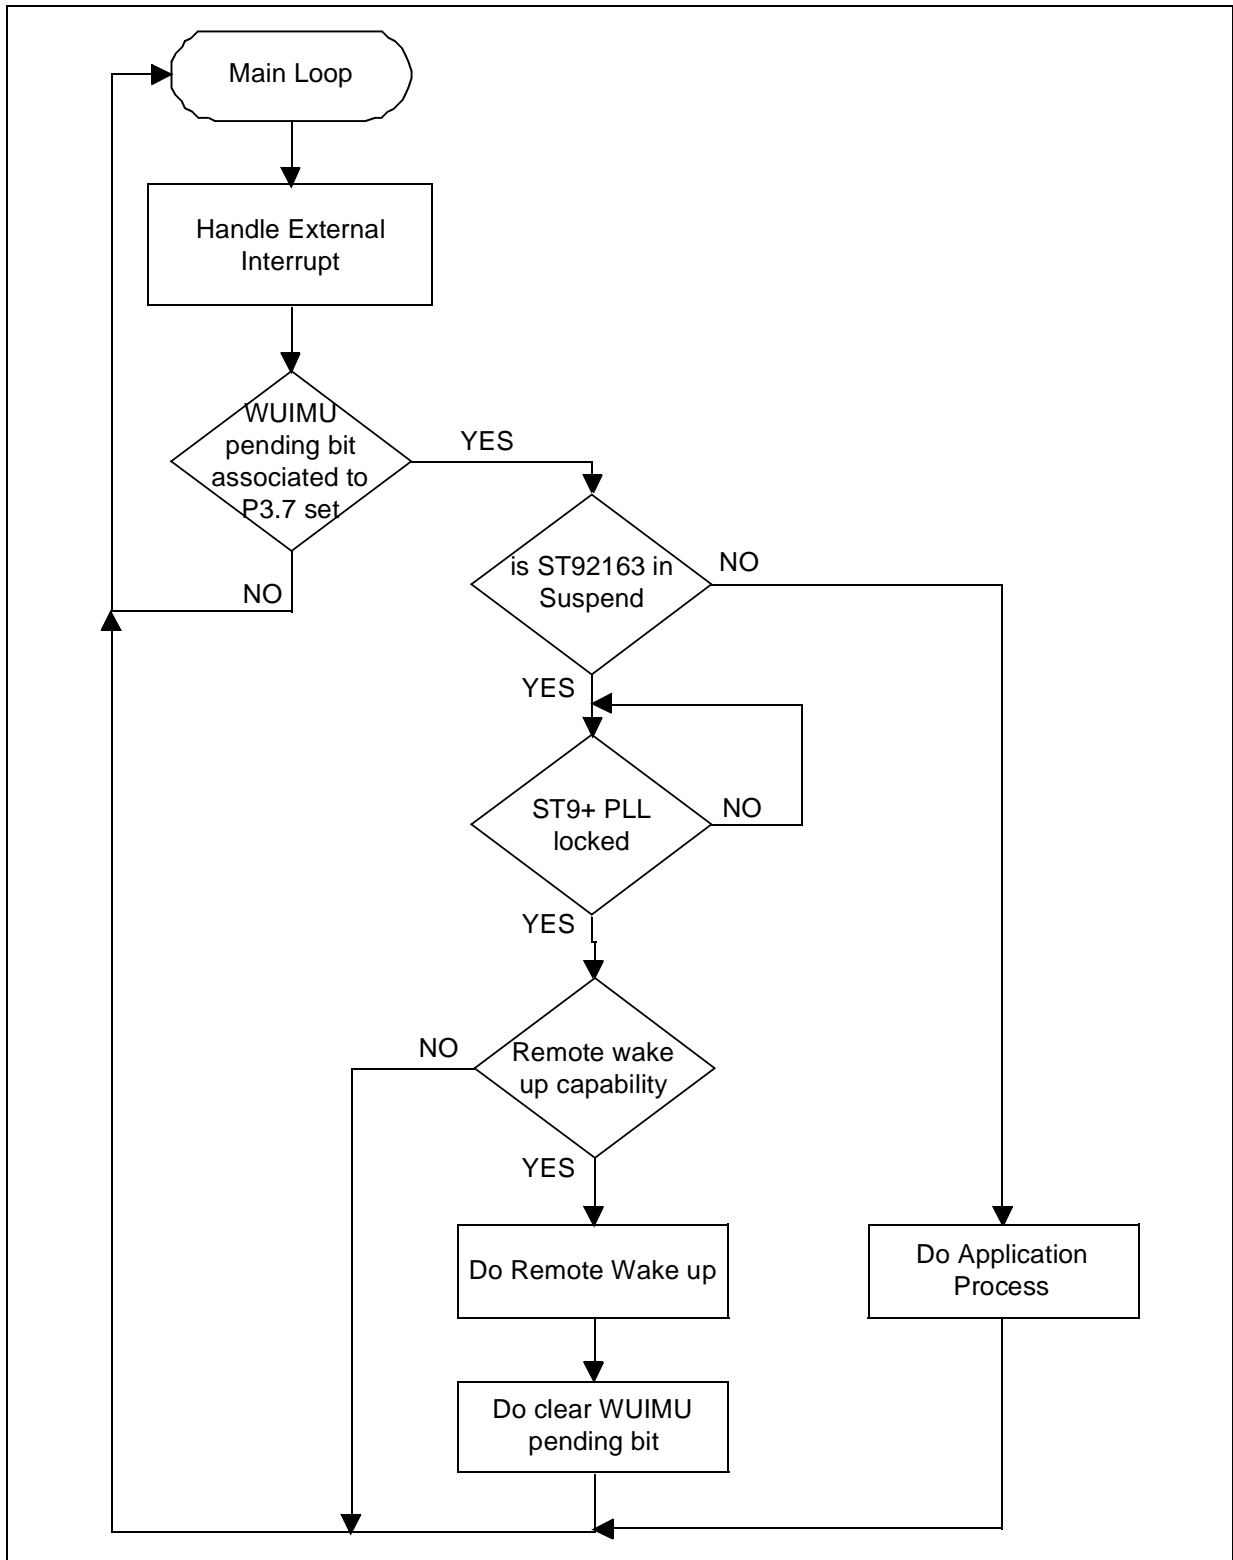 Main Loop
Handle External
Interrupt
WUIMU
pending bit
associated to
P3.7 set
YES
NO
is ST92163 in
Suspend
NO
YES
ST9+ PLL
locked
NO
YES
Remote wake
up capability
NO
YES
Do Remote Wake up
Do Application
Process
Do clear WUIMU
pending bit